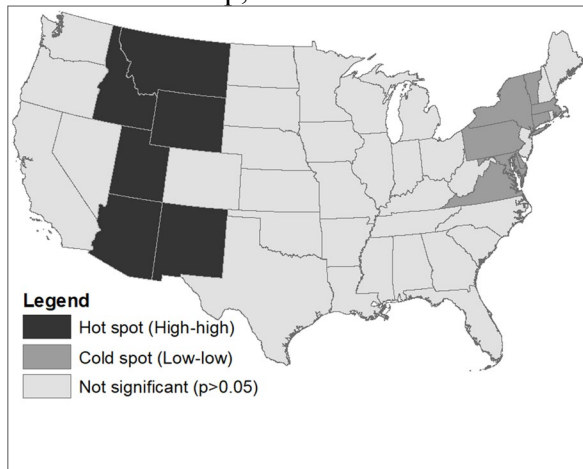 Legend
Hot spot (High-high)
Cold spot (Low-low)
Not significant (p>0.05)